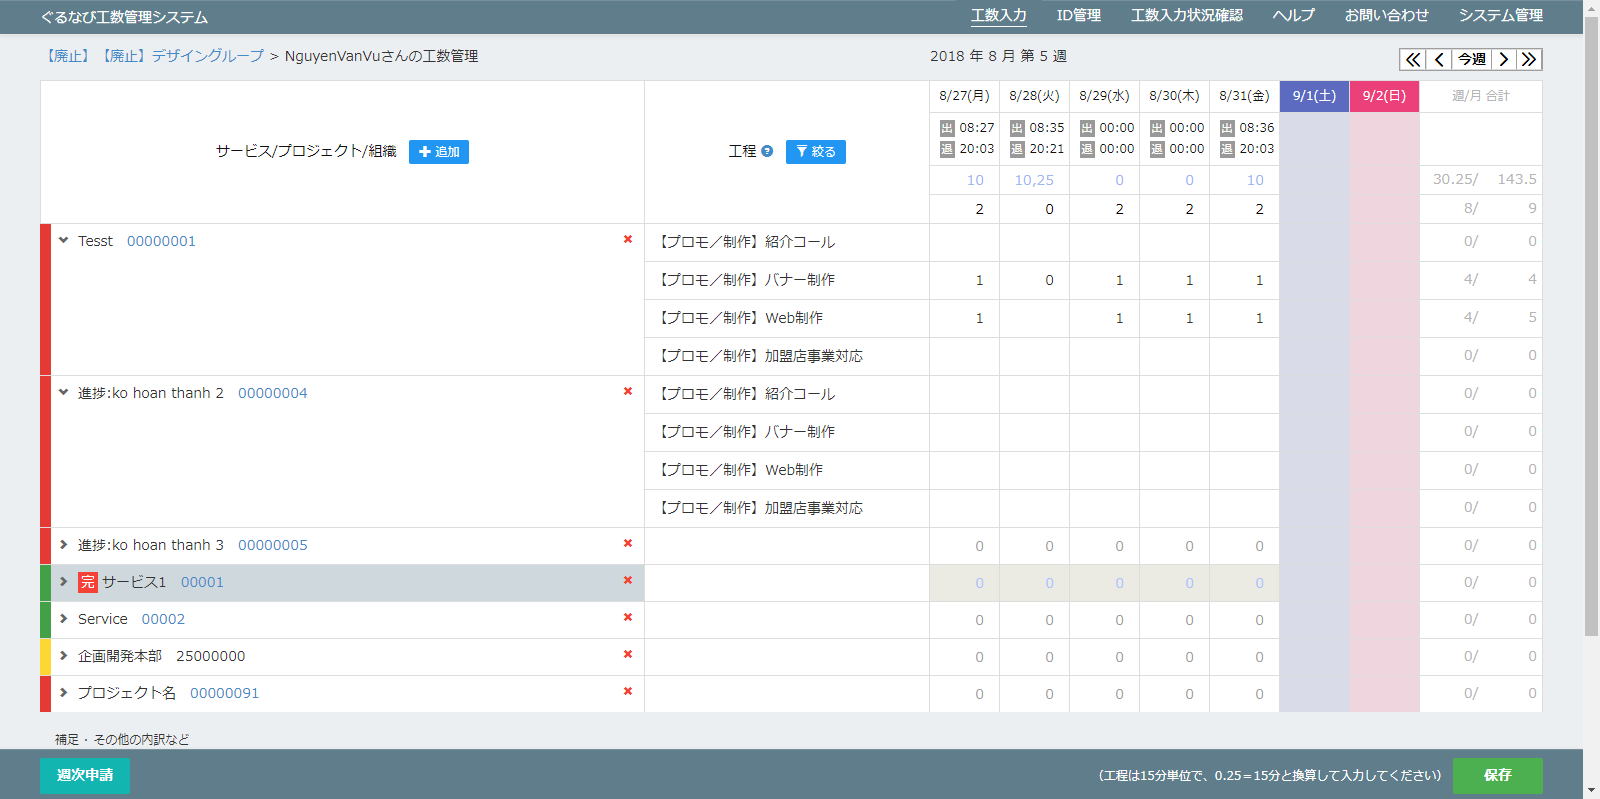 ぐるなび工数管理システム 工数入力 ID管理 工数入力状況確認 ヘルプ お問い合わせ システム管理
【廃止】【廃止】デザイングループ > NguyenVanVuさんの工数管理 2018 年 8 月 第 5 週 今週
8/27(月) 8/28(火) 8/29(水) 8/30(木) 8/31(金) 9/1(土) 9/2(日) 週/月 合計
サービス/プロジェクト/組織 追加 工程 絞る
出 08:27 出 08:35 出 00:00 出 00:00 出 08:36
退 20:03 退 20:21 退 00:00 退 00:00 退 20:03
10 10,25 0 0 10 30.25/ 143.5
2 0 2 2 2 8/ 9
Tesst 00000001 【プロモ／制作】紹介コール 0/ 0
【プロモ／制作】バナー制作 1 0 1 1 1 4/ 4
【プロモ／制作】Web制作 1 1 1 1 4/ 5
【プロモ／制作】加盟店事業対応 0/ 0
進捗:ko hoan thanh 2 00000004 【プロモ／制作】紹介コール 0/ 0
【プロモ／制作】バナー制作 0/ 0
【プロモ／制作】Web制作 0/ 0
【プロモ／制作】加盟店事業対応 0/ 0
進捗:ko hoan thanh 3 00000005 0 0 0 0 0 0/ 0
完 サービス1 00001 0 0 0 0 0 0/ 0
Service 00002 0 0 0 0 0 0/ 0
企画開発本部 25000000 0 0 0 0 0 0/ 0
プロジェクト名 00000091 0 0 0 0 0 0/ 0
補足・その他の内訳など
週次申請 （工程は15分単位で、0.25＝15分と換算して入力してください） 保存